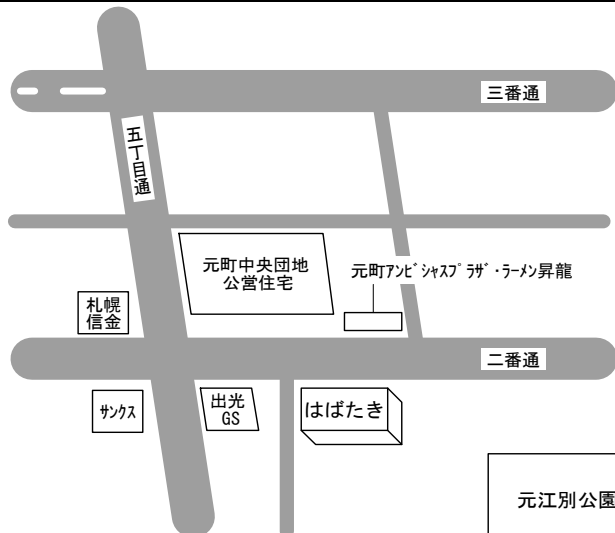 三番通
五丁目通
元町中央団地
公営住宅
元町ｱﾝﾋﾞｼｬｽﾌﾟﾗｻﾞ･ラーメン昇龍
札幌
信金
二番通
ｻﾝｸｽ
出光
GS
はばたき
元江別公園